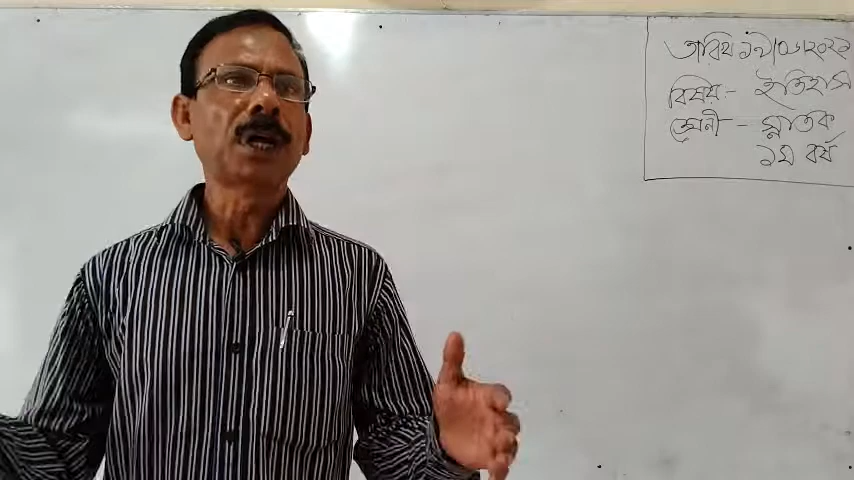 তারিখ
বিষয়:- ইতিহাস
শ্রেনী - স্নাতক
১ম বর্ষ